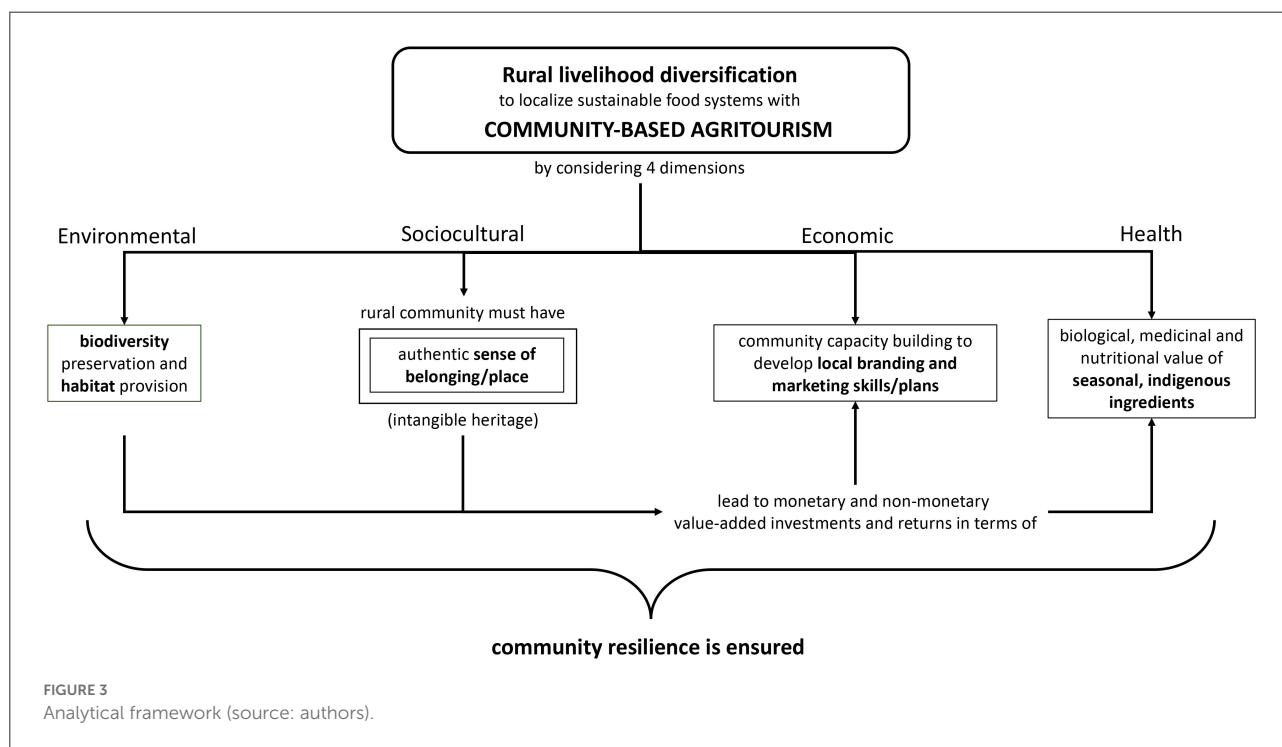 Rural livelihood diversification
to localize sustainable food systems with
COMMUNITY-BASED AGRITOURISM
by considering 4 dimensions
Environmental
Sociocultural
Economic
Health
biodiversity
preservation and
habitat provision
rural community must have
authentic sense of
belonging/place
(intangible heritage)
community capacity building to
develop local branding and
marketing skills/plans
biological, medicinal and
nutritional value of
seasonal, indigenous
ingredients
lead to monetary and non-monetary
value-added investments and returns in terms of
community resilience is ensured
FIGURE 3
Analytical framework (source: authors).